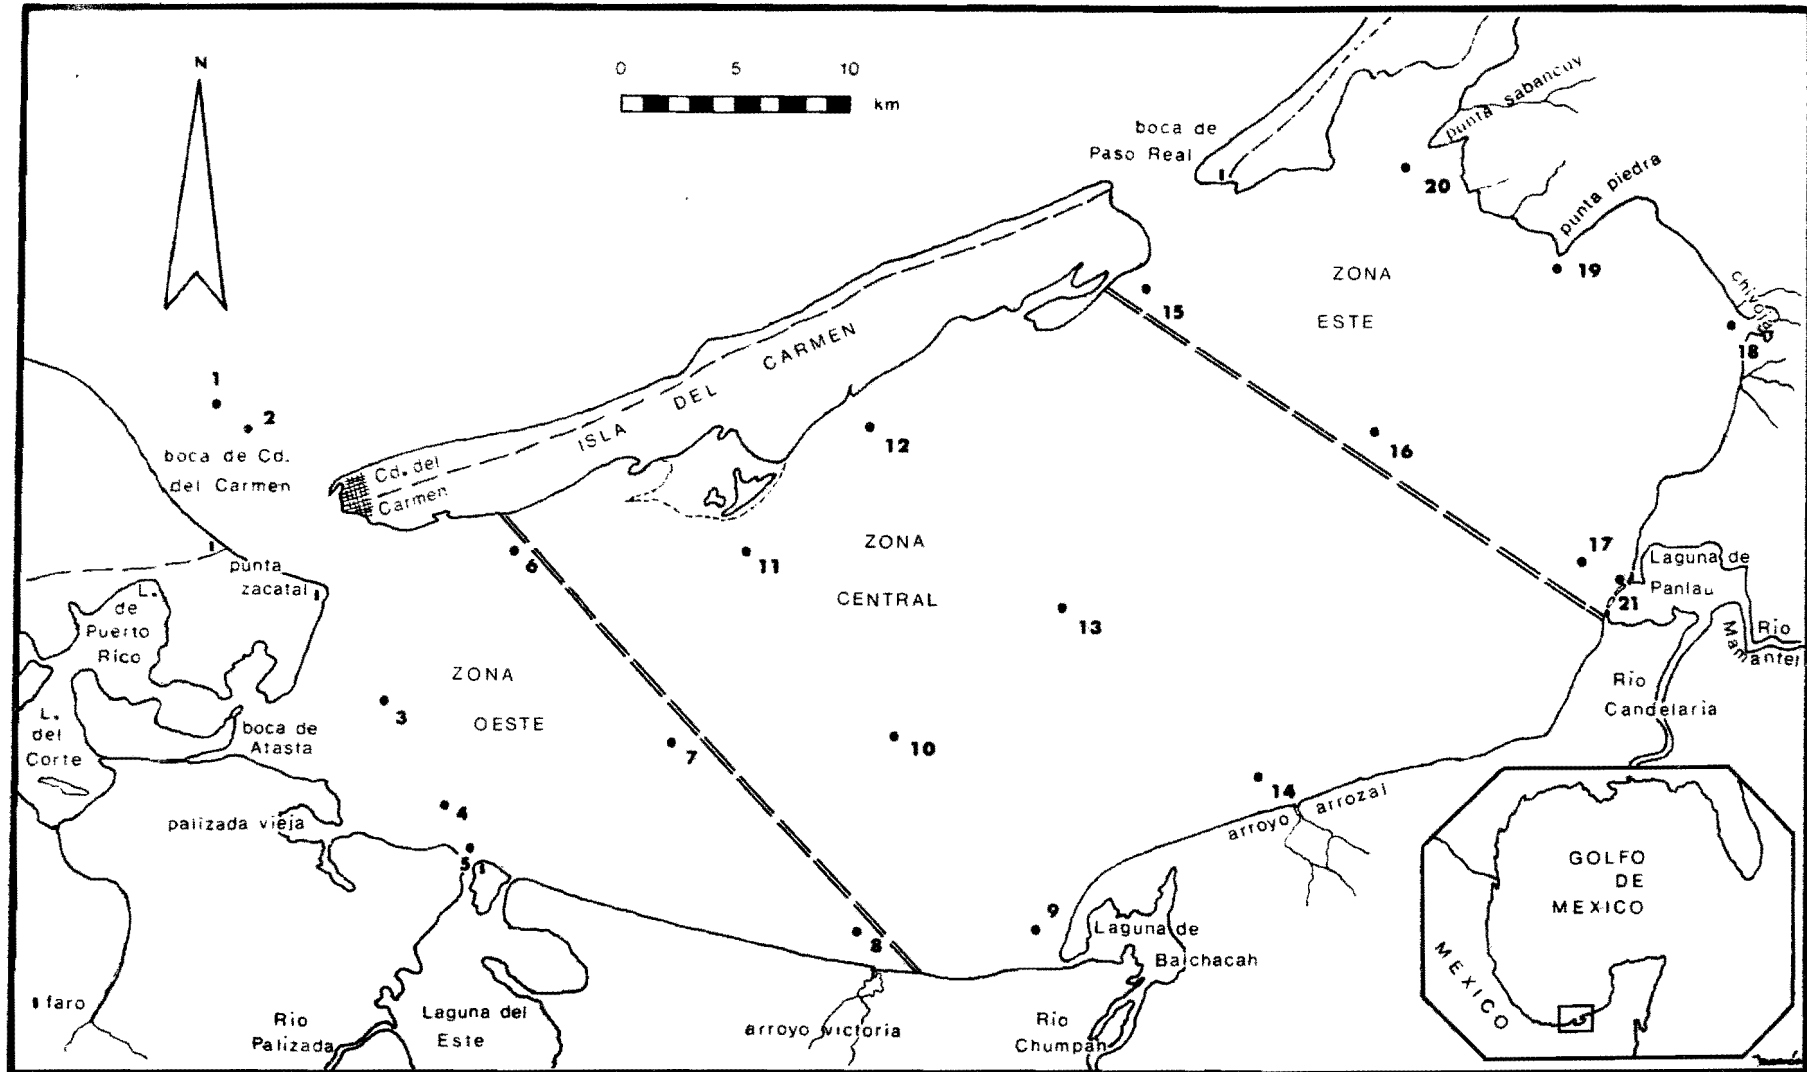 N
0 5 10
km
boca de
Paso Real
punta sabancuy
punta piedra
20
19
ZONA
ESTE
15
chivoja
18
ISLA DEL CARMEN
1
2
boca de Cd.
del Carmen
Cd. del
Carmen
12
16
11
6
ZONA
CENTRAL
13
17
21
Laguna de
Panlau
Rio
Mamantel
Rio
Candelaria
punta
zacatal
L.
de
Puerto
Rico
ZONA
OESTE
3
7
10
14
L.
del
Corte
boca de
Atasta
palizada vieja
4
5
arroyo arrozal
9
8
Laguna de
Balchacah
faro
Rio
Palizada
Laguna del
Este
arroyo victoria
Rio
Chumpán
GOLFO
DE
MEXICO
MEXICO